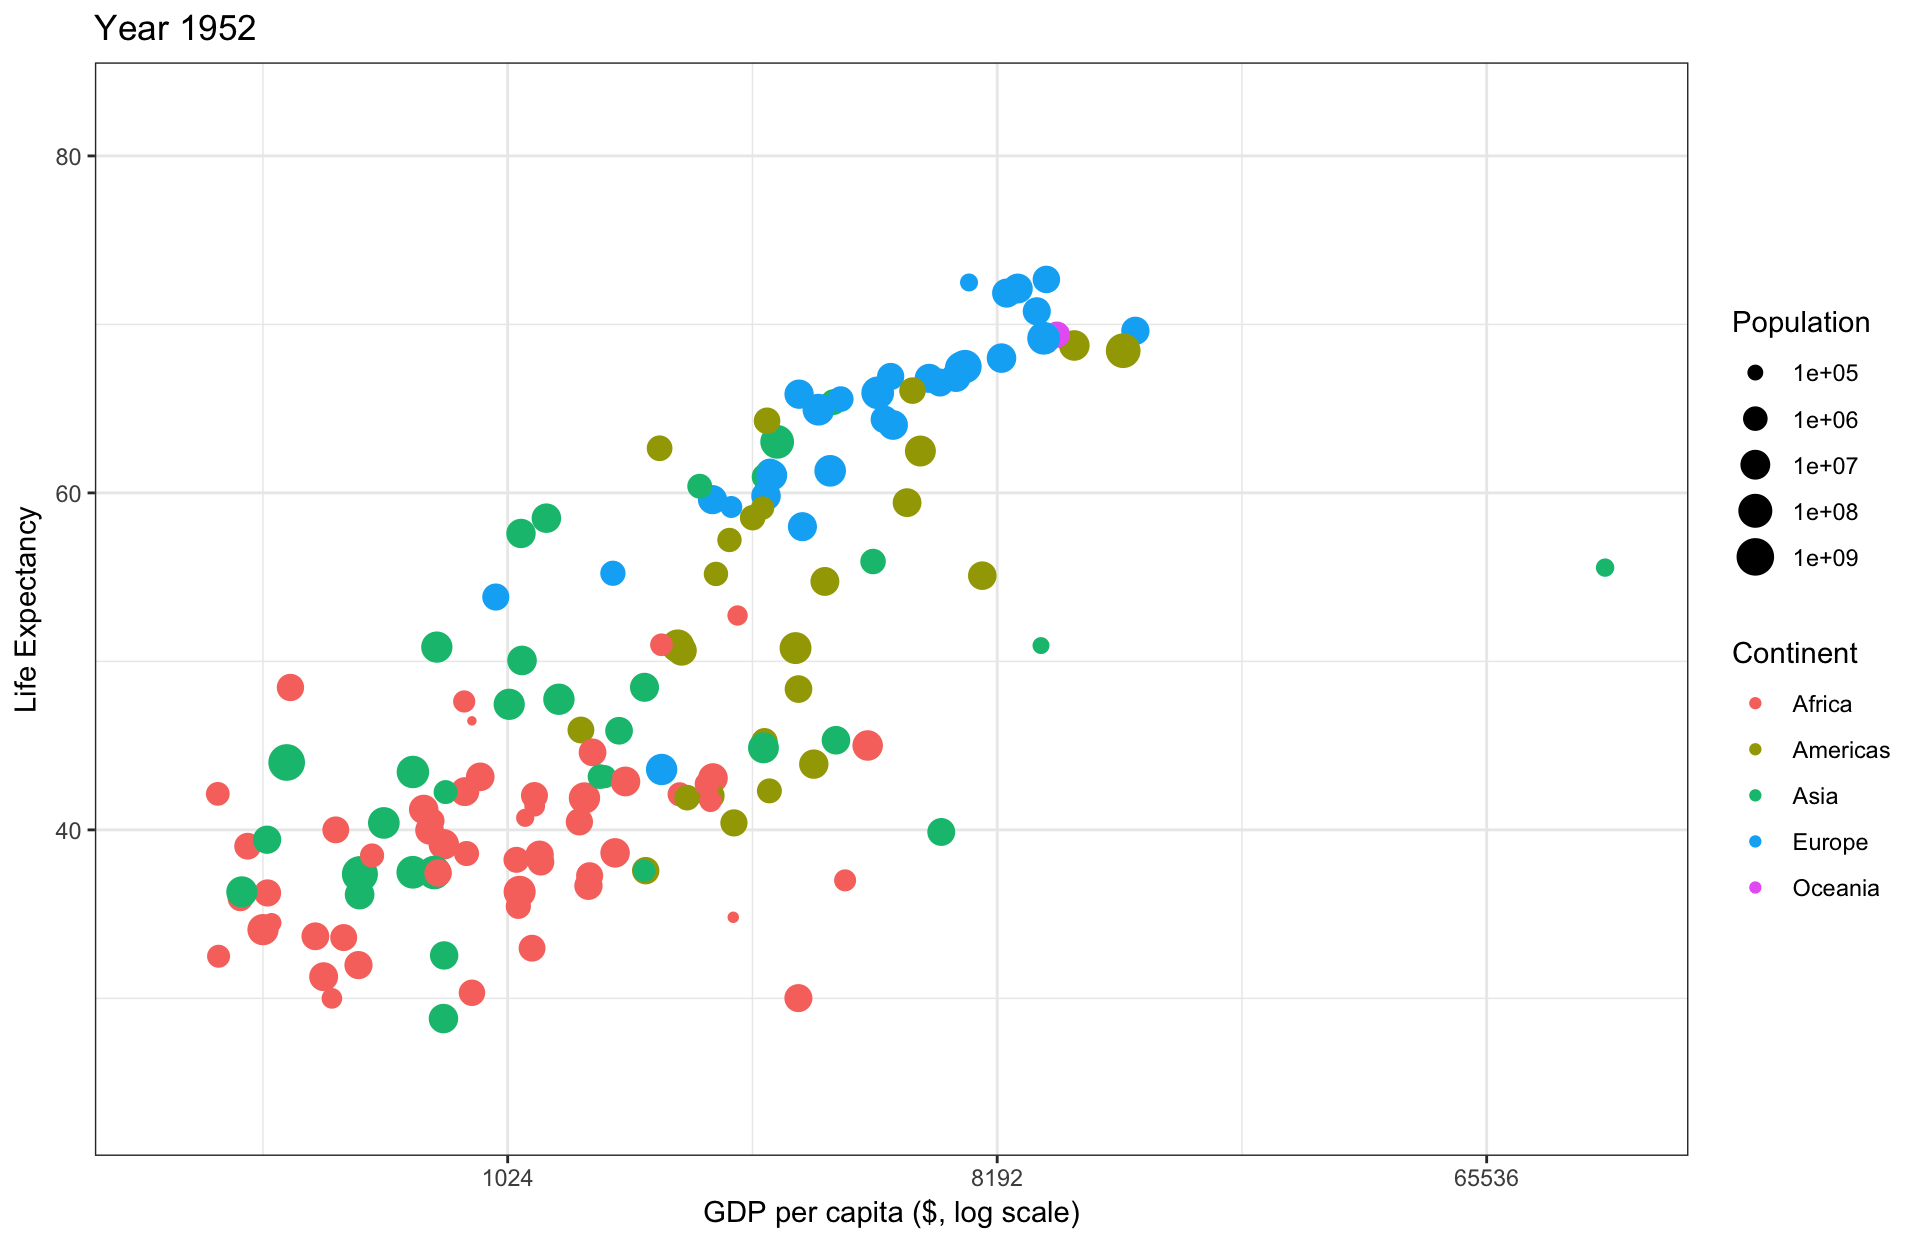 Year 1952
80
60
40
Life Expectancy
1024
8192
65536
GDP per capita ($, log scale)
Population
1e+05
1e+06
1e+07
1e+08
1e+09
Continent
Africa
Americas
Asia
Europe
Oceania